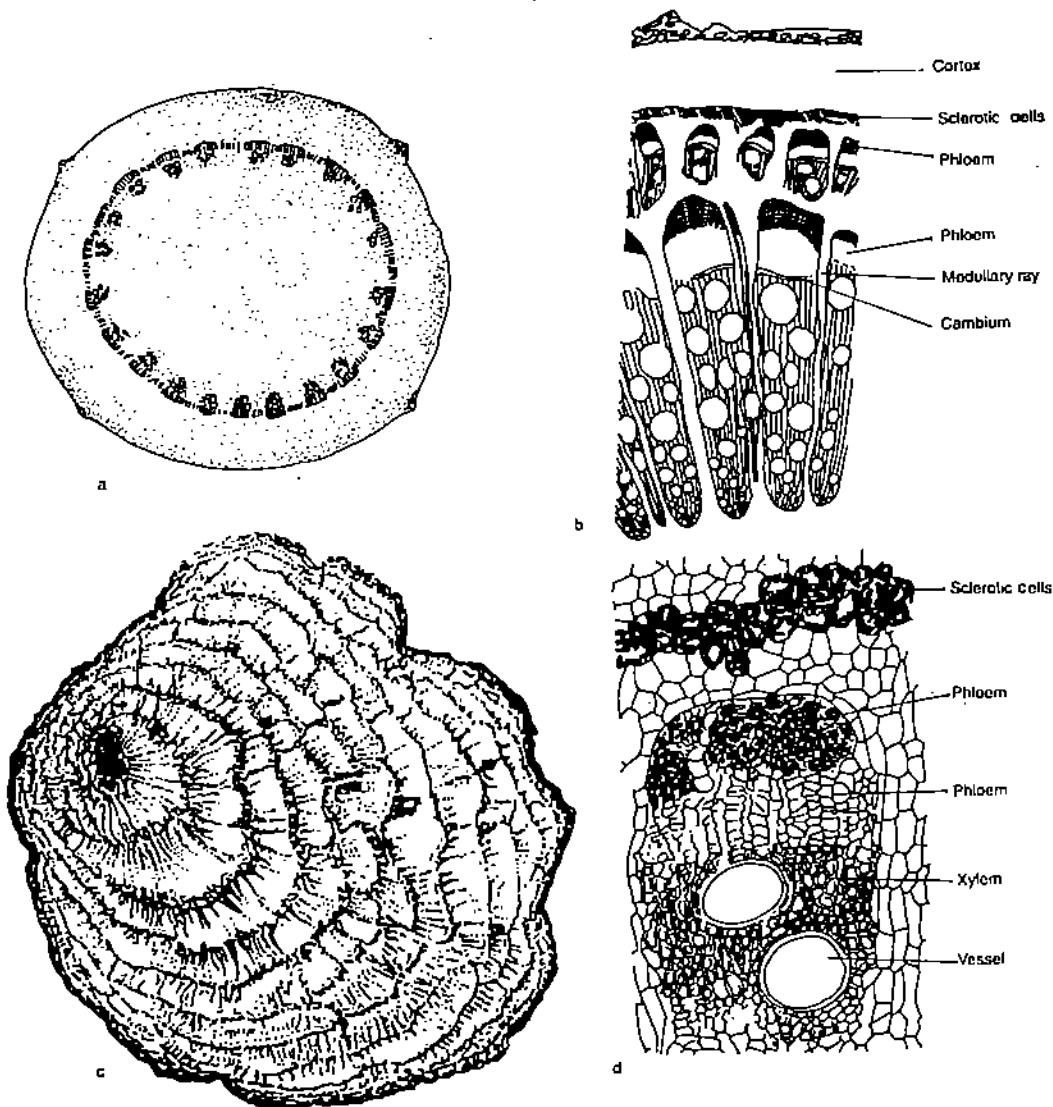 Cortex
Sclerotic cells
Phloem
Phloem
Medullary ray
Cambium
a
b
Sclerotic cells
Phloem
Phloem
Xylem
Vessel
c
d